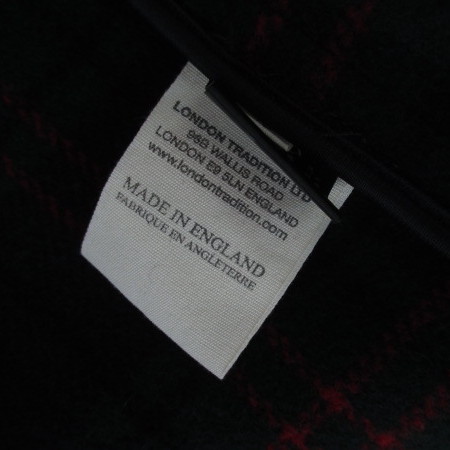 LONDON TRADITION LTD
96B WALLIS ROAD
LONDON E9 5LN ENGLAND
www.londontradition.com
MADE IN ENGLAND
FABRIQUE EN ANGLETERRE